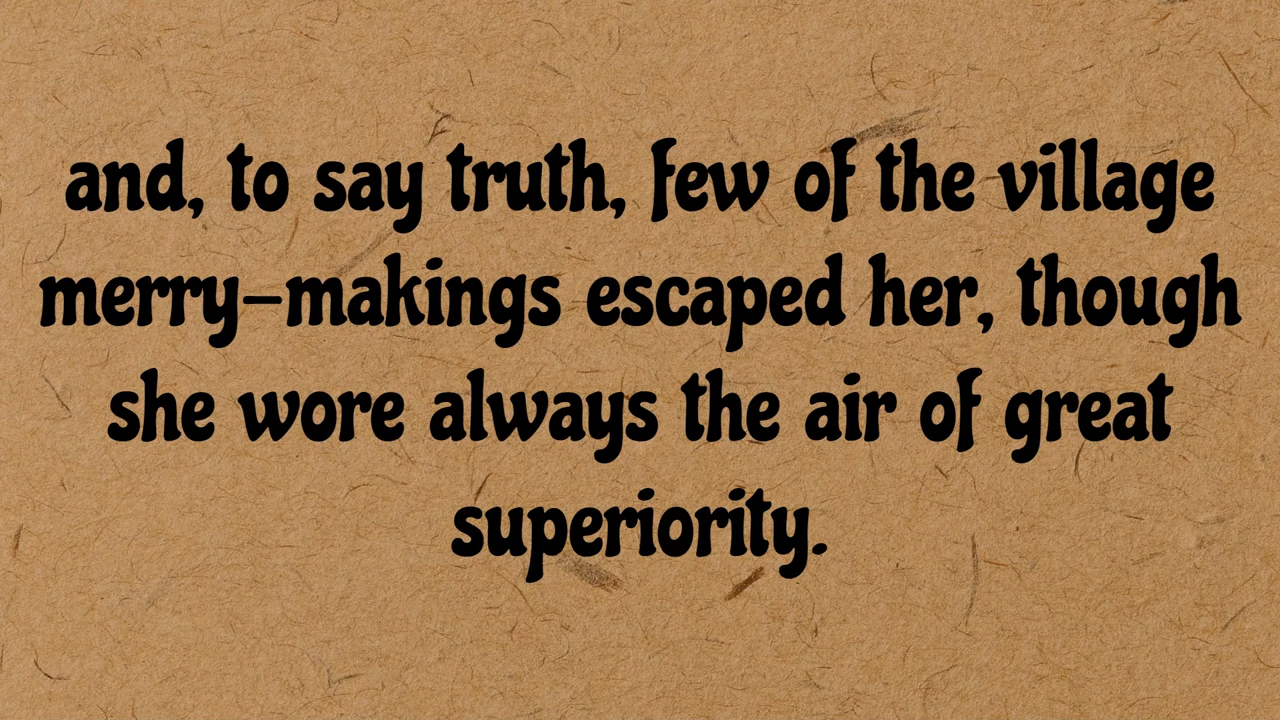 and, to say truth, few of the village
merry-makings escaped her, though
she wore always the air of great
superiority.